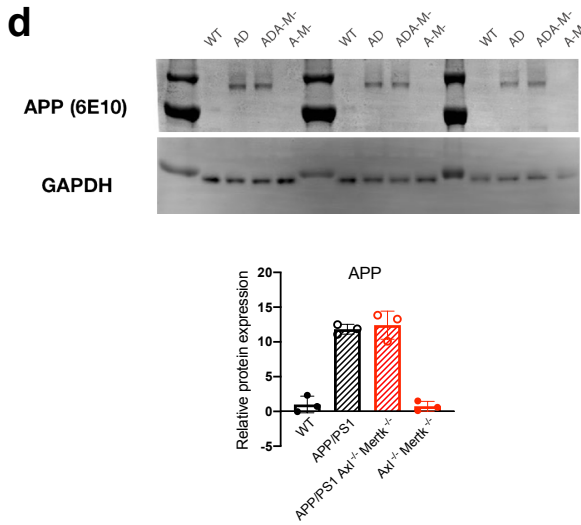 d
WT AD ADA-M- A-M- WT AD ADA-M- A-M- WT AD ADA-M- A-M
APP (6E10)
GAPDH
APP
Relative protein expression
20
15
10
5
0
-5
WT
APP/PS1
APP/PS1 Axl⁻/⁻ Mertk⁻/⁻
Axl⁻/⁻ Mertk⁻/⁻